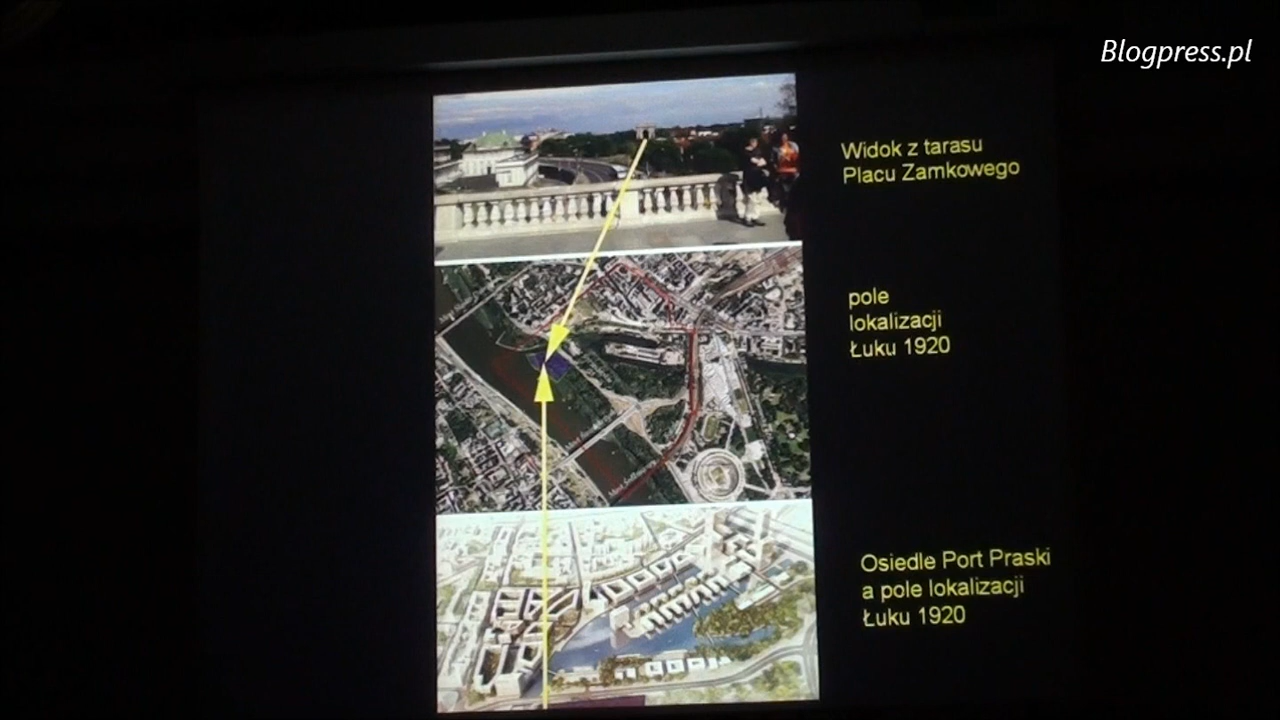 Blogpress.pl
Widok z tarasu
Placu Zamkowego
pole
lokalizacji
Łuku 1920
Osiedle Port Praski
a pole lokalizacji
Łuku 1920